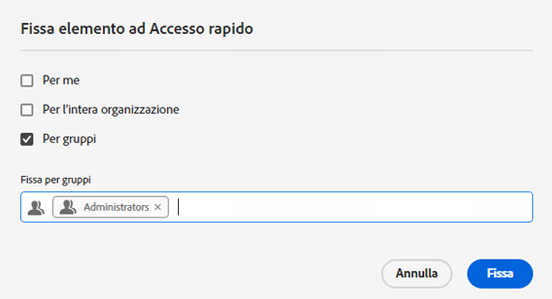 Fissa elemento ad Accesso rapido
Per me
Per l'intera organizzazione
Per gruppi
Fissa per gruppi
Administrators ×
Annulla
Fissa